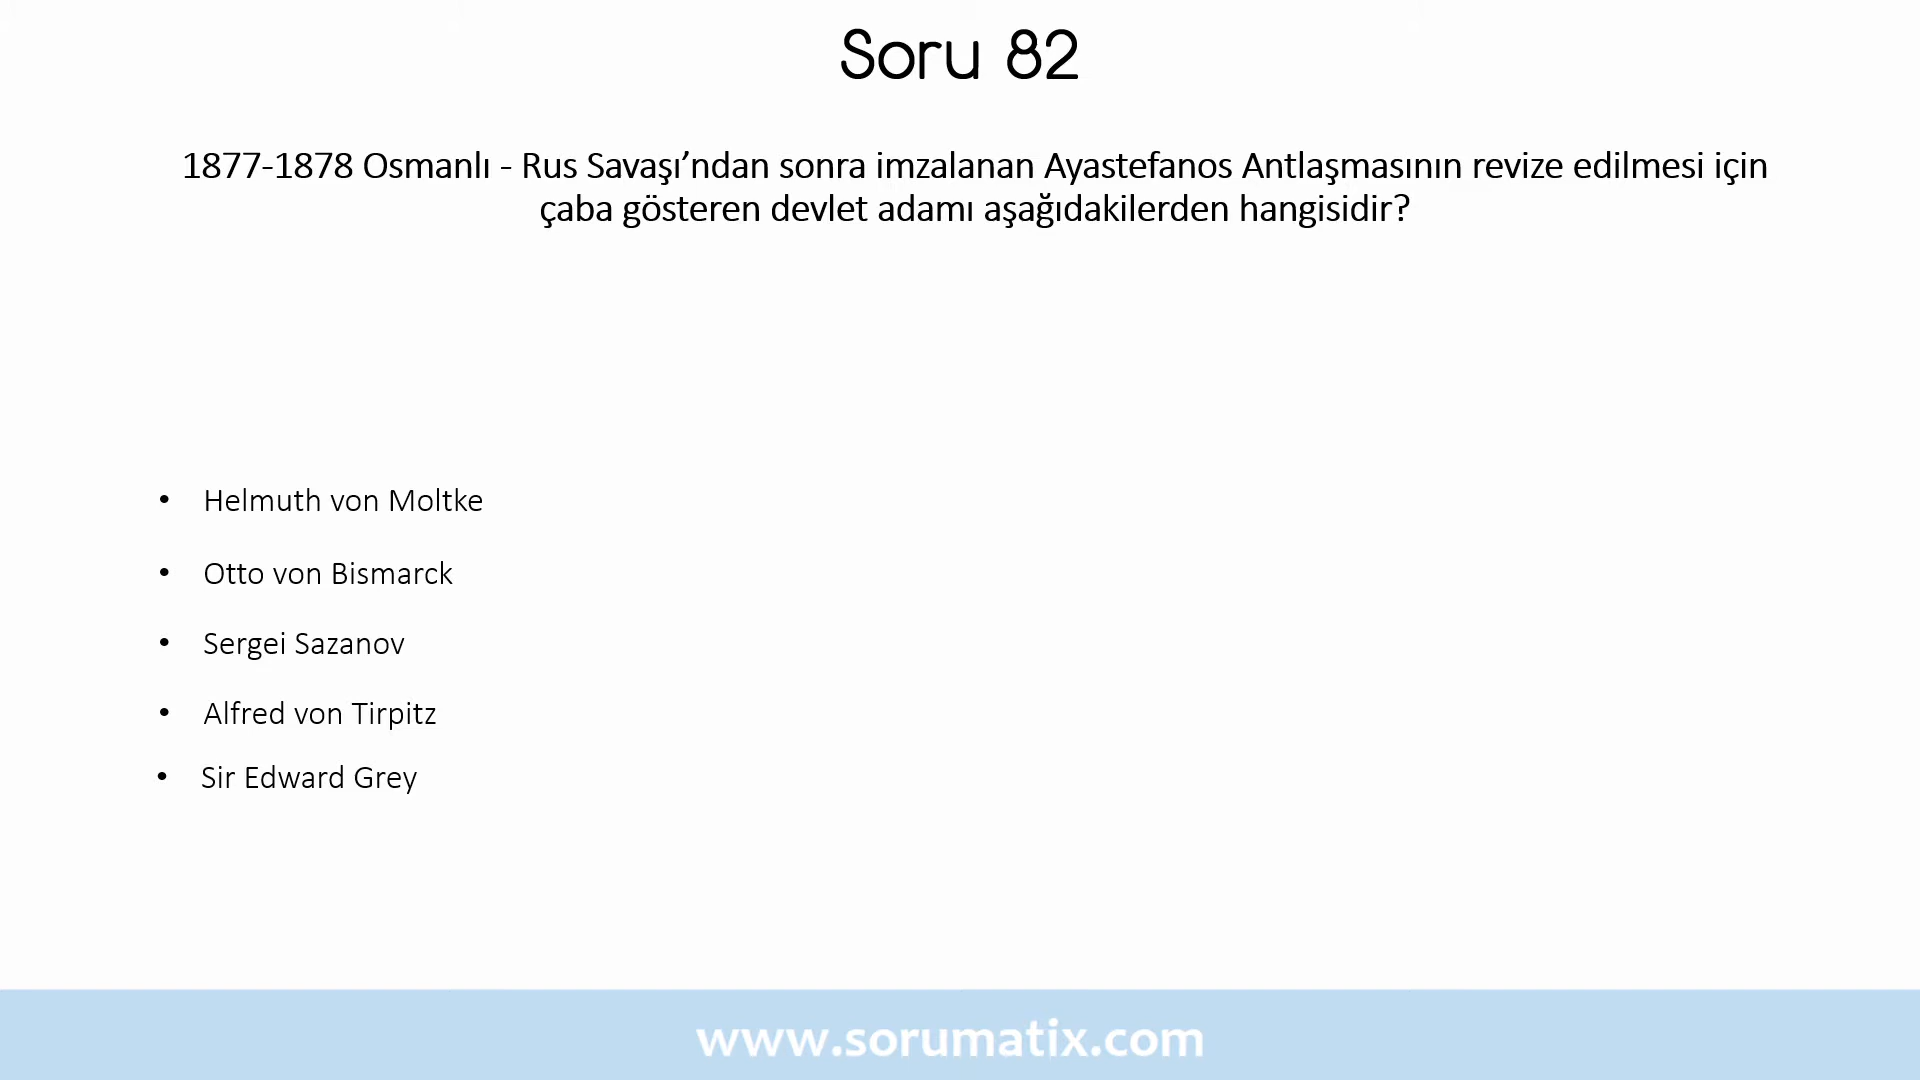 Soru 82
1877-1878 Osmanlı - Rus Savaşı’ndan sonra imzalanan Ayastefanos Antlaşmasının revize edilmesi için
çaba gösteren devlet adamı aşağıdakilerden hangisidir?
• Helmuth von Moltke
• Otto von Bismarck
• Sergei Sazanov
• Alfred von Tirpitz
• Sir Edward Grey
www.sorumatix.com